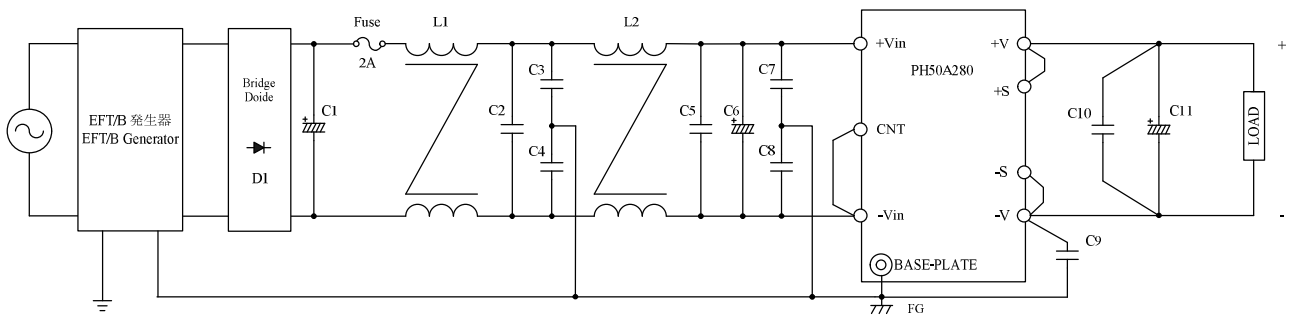 Fuse
2A
L1
L2
EFT/B 発生器
EFT/B Generator
Bridge
Doide
D1
C1
C2
C3
C4
C5
C6
C7
C8
+Vin
CNT
-Vin
PH50A280
+V
+S
-S
-V
BASE-PLATE
FG
C9
C10
C11
LOAD
+
-
+
+
+